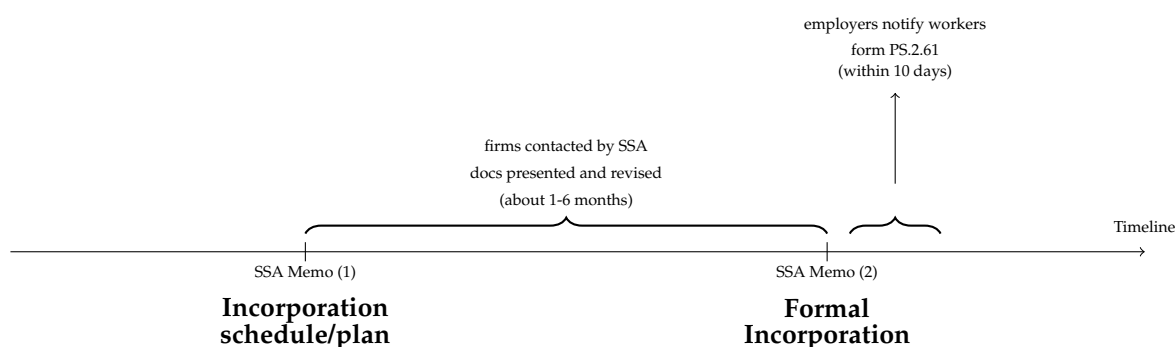 employers notify workers
form PS.2.61
(within 10 days)
firms contacted by SSA
docs presented and revised
(about 1-6 months)
Timeline
SSA Memo (1)
SSA Memo (2)
Incorporation
schedule/plan
Formal
Incorporation